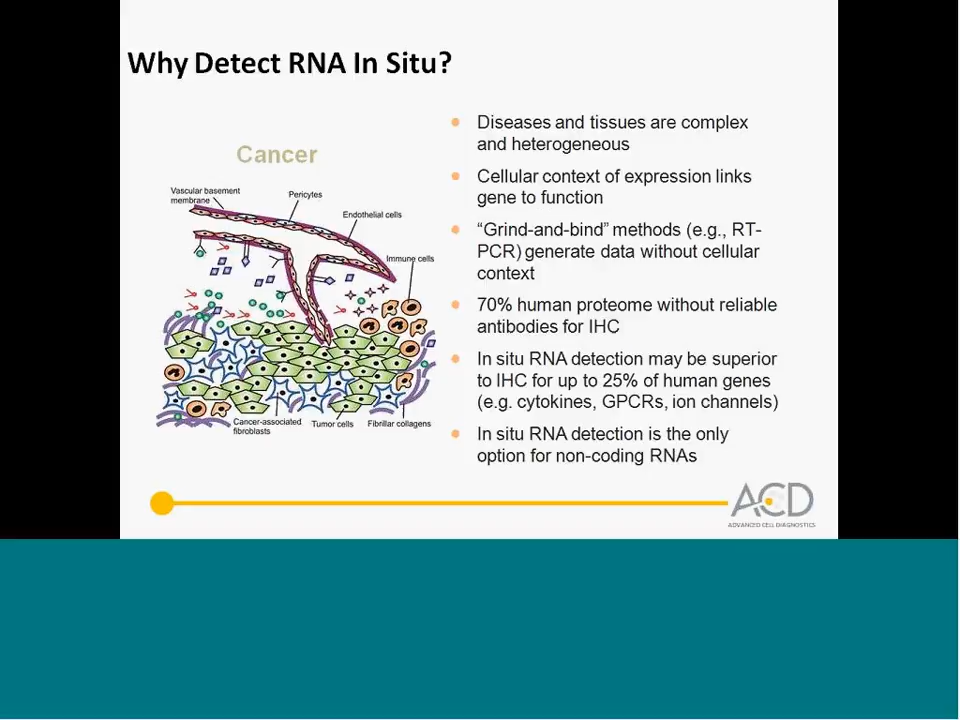 Why Detect RNA In Situ?
Cancer
Vascular basement
membrane
Pericytes
Endothelial cells
Immune cells
Cancer-associated
fibroblasts
Tumor cells
Fibrillar collagens
Diseases and tissues are complex
and heterogeneous
Cellular context of expression links
gene to function
“Grind-and-bind” methods (e.g., RT-
PCR) generate data without cellular
context
70% human proteome without reliable
antibodies for IHC
In situ RNA detection may be superior
to IHC for up to 25% of human genes
(e.g. cytokines, GPCRs, ion channels)
In situ RNA detection is the only
option for non-coding RNAs
ACD
ADVANCED CELL DIAGNOSTICS